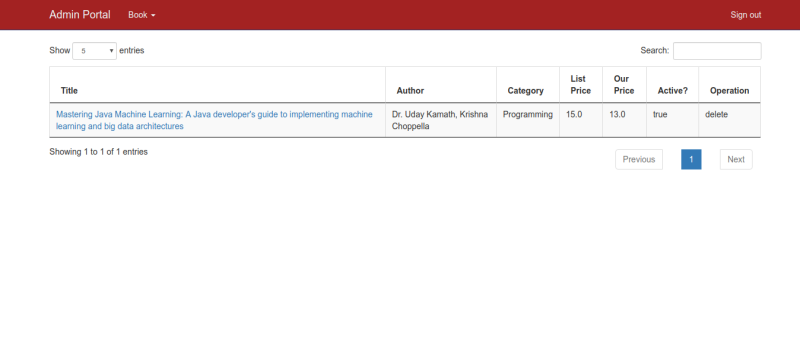 Admin Portal Book Sign out
Show 5 entries Search:
Title Author Category List Price Our Price Active? Operation
Mastering Java Machine Learning: A Java developer's guide to implementing machine
learning and big data architectures
Dr. Uday Kamath, Krishna
Choppella
Programming 15.0 13.0 true delete
Showing 1 to 1 of 1 entries
Previous 1 Next